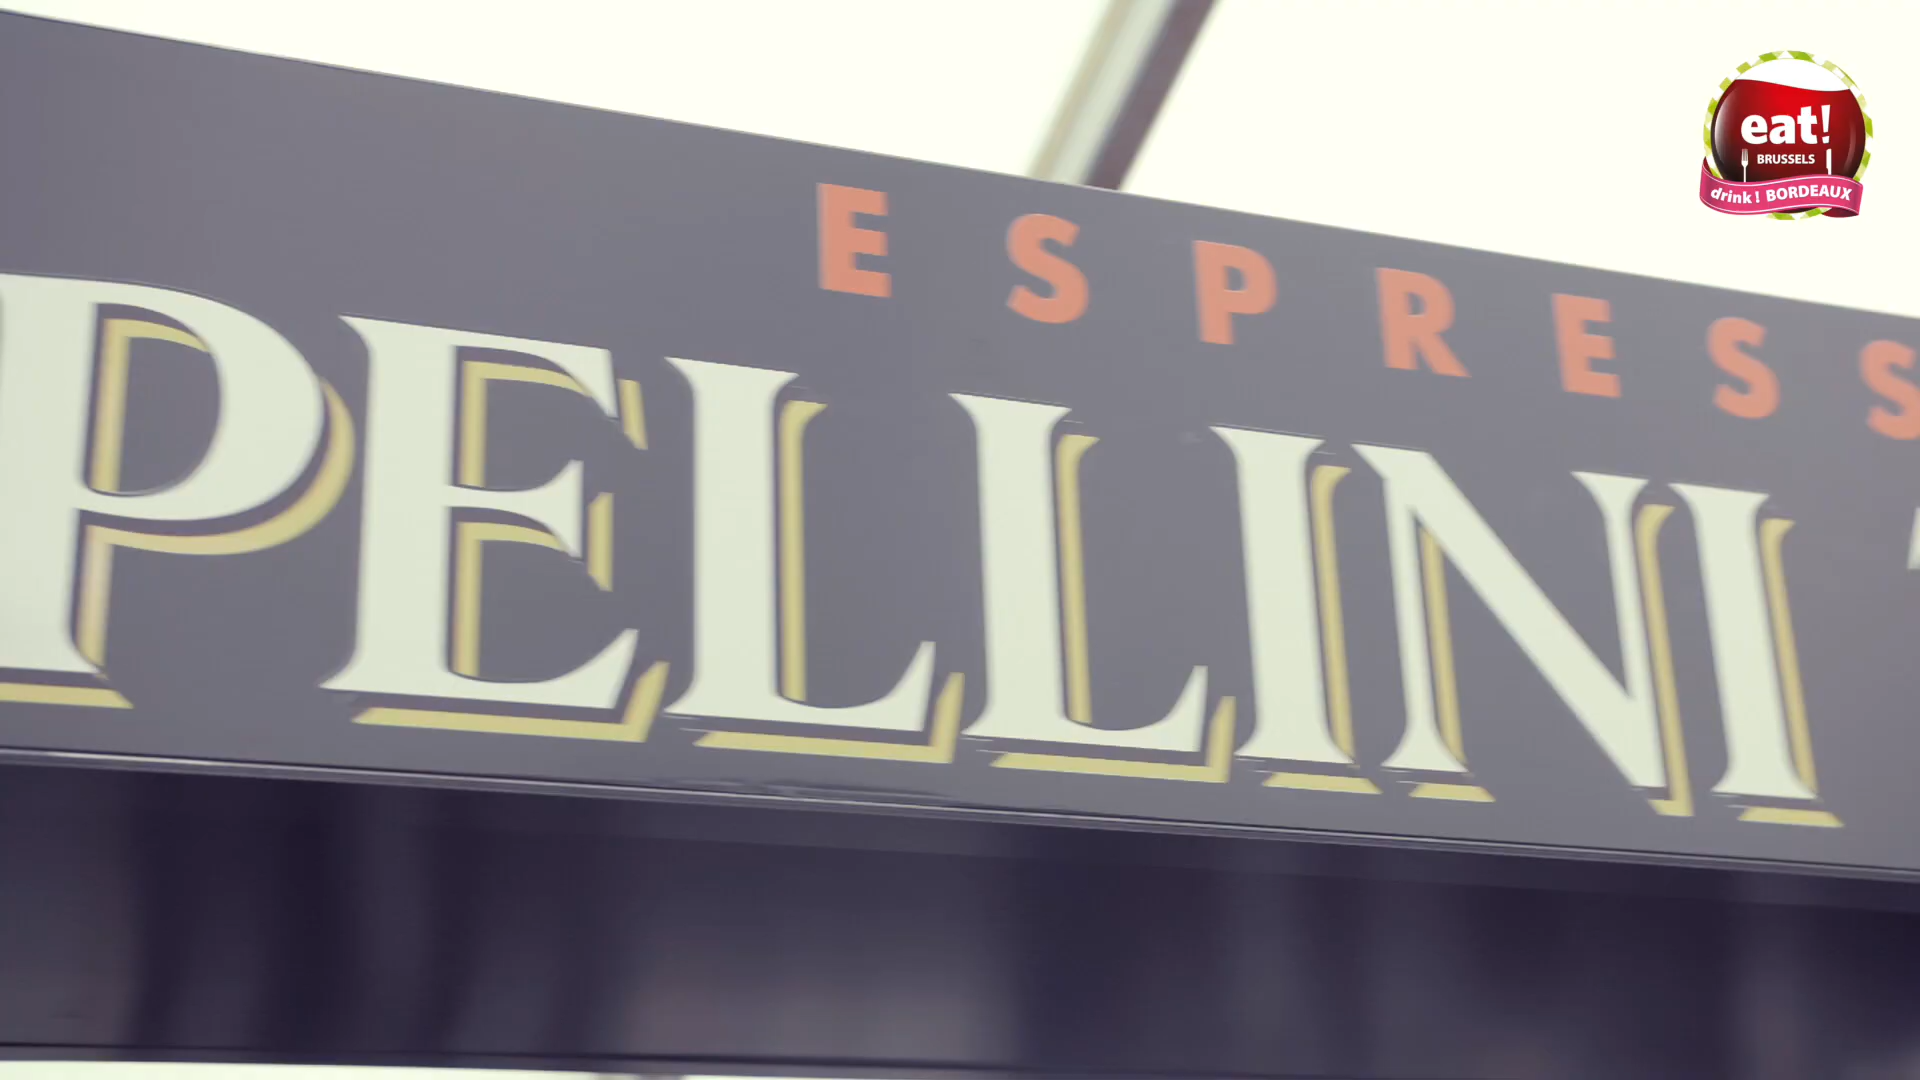 ESPRESS
PELLINI
eat!
BRUSSELS
drink! BORDEAUX